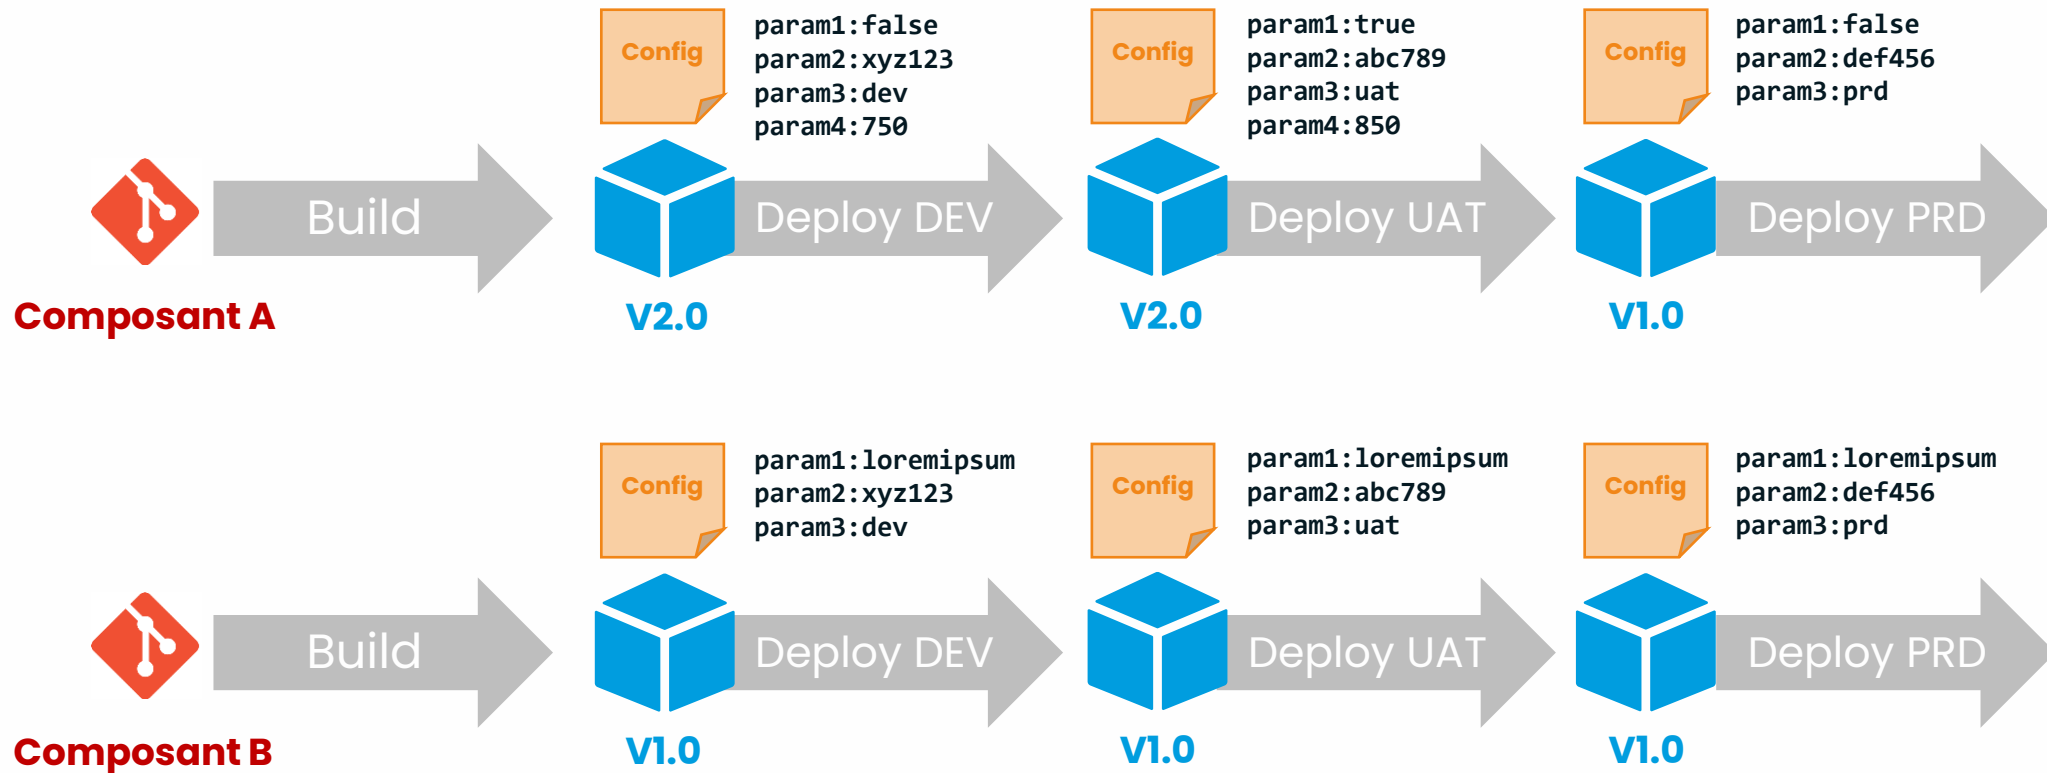 Config
param1:false
param2:xyz123
param3:dev
param4:750
Config
param1:true
param2:abc789
param3:uat
param4:850
Config
param1:false
param2:def456
param3:prd
Build
Deploy DEV
Deploy UAT
Deploy PRD
Composant A
V2.0
V2.0
V1.0
Config
param1:loremipsum
param2:xyz123
param3:dev
Config
param1:loremipsum
param2:abc789
param3:uat
Config
param1:loremipsum
param2:def456
param3:prd
Build
Deploy DEV
Deploy UAT
Deploy PRD
Composant B
V1.0
V1.0
V1.0